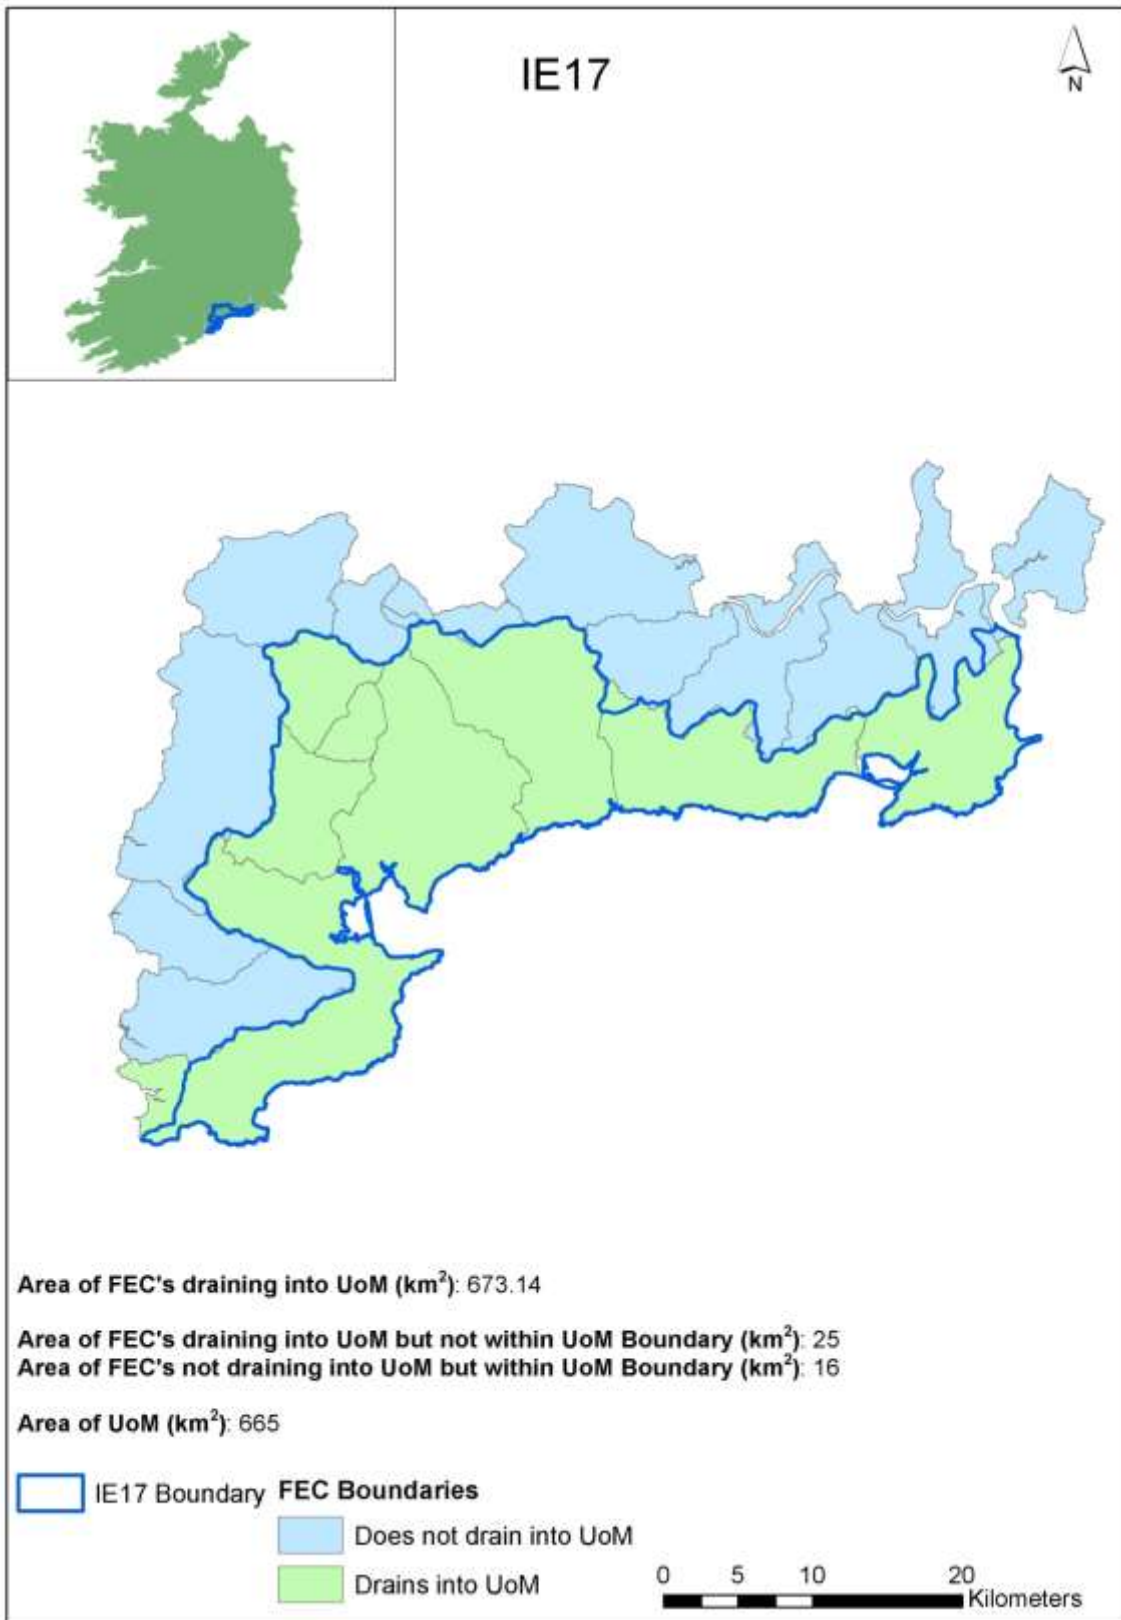 IE17
N
Area of FEC's draining into UoM (km²): 673.14
Area of FEC's draining into UoM but not within UoM Boundary (km²): 25
Area of FEC's not draining into UoM but within UoM Boundary (km²): 16
Area of UoM (km²): 665
IE17 Boundary
FEC Boundaries
Does not drain into UoM
Drains into UoM
0 5 10 20
Kilometers